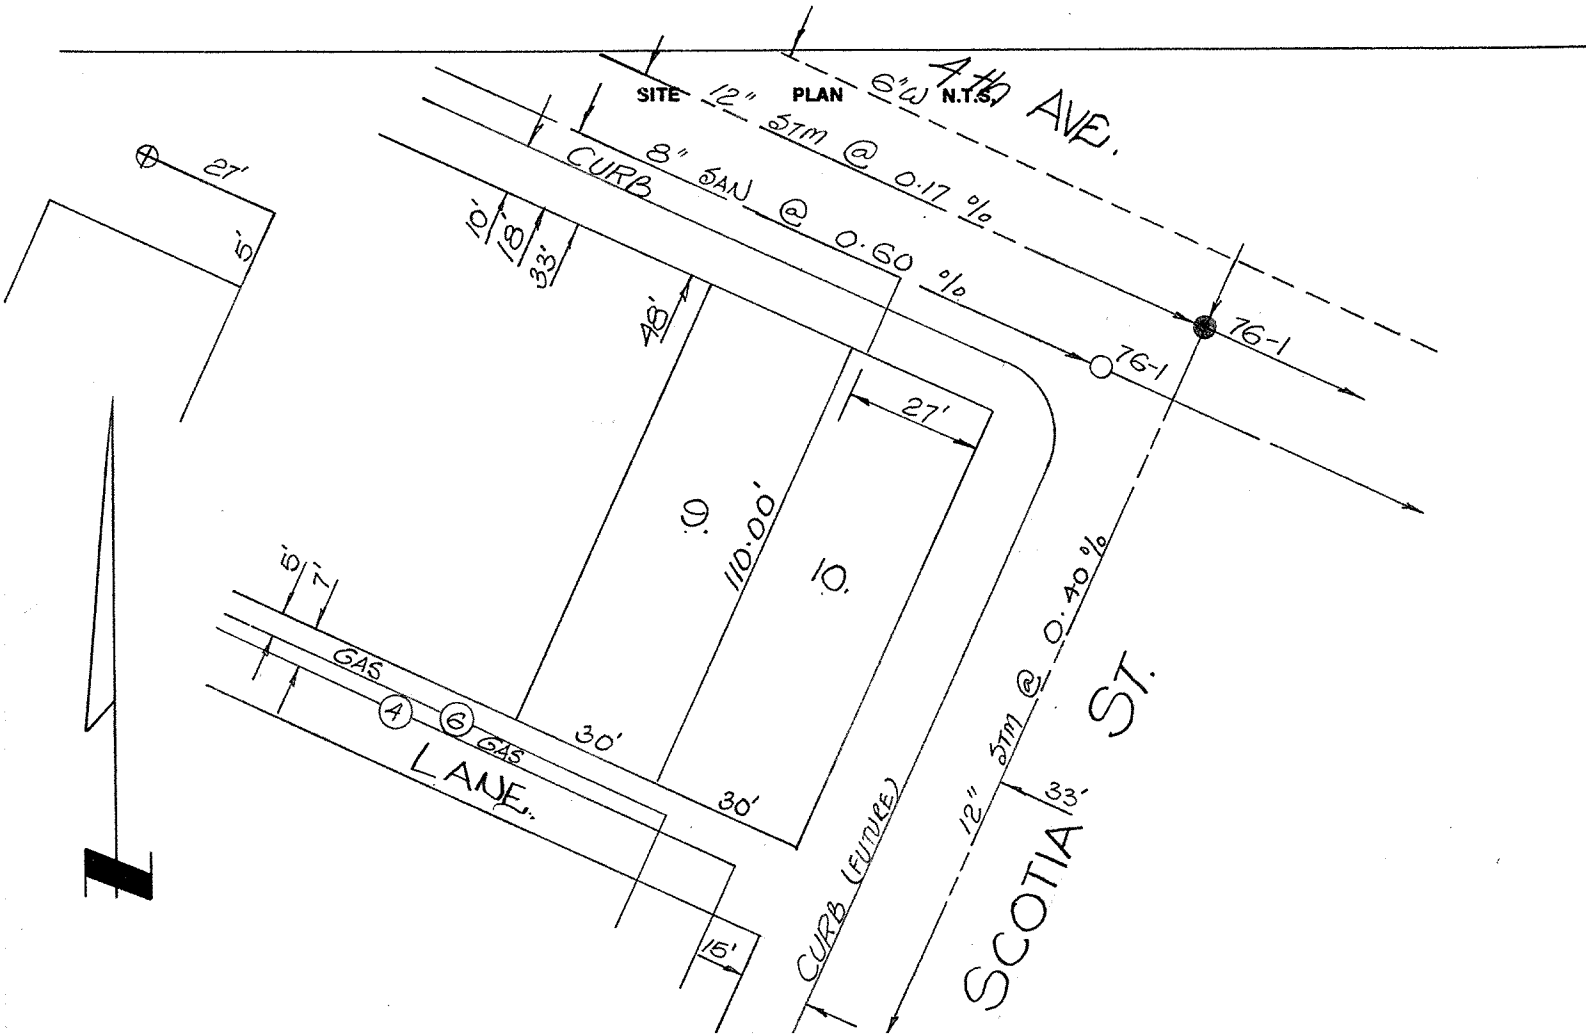 SITE PLAN N.T.S.
4th AVE.
6"W
12" STM @ 0.17 %
8" SAN @ 0.60 %
CURB
27'
5'
10'
18'
33'
48'
76-1
76-1
27'
9.
110.00'
10.
5'
7'
GAS
4
6
GAS
LANE.
30'
30'
15'
CURB (FUTURE)
12" STM @ 0.40 %
33'
SCOTIA ST.